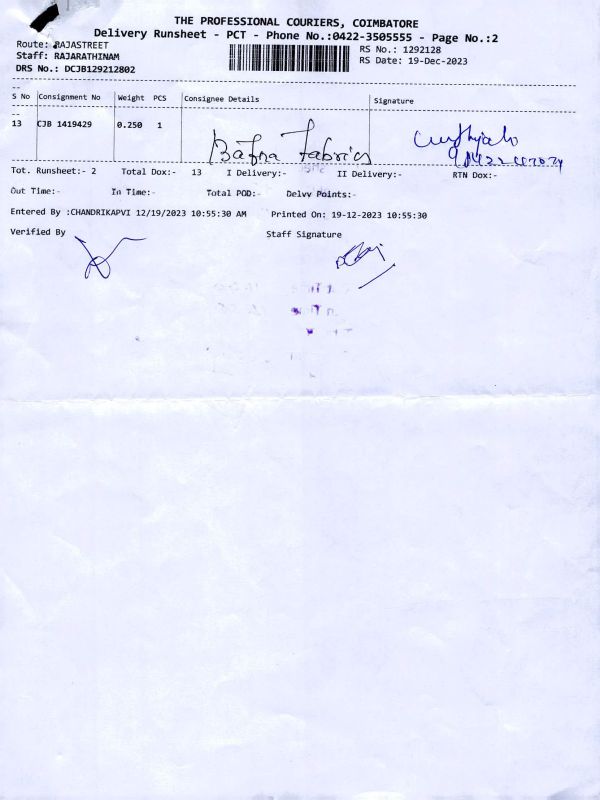 THE PROFESSIONAL COURIERS, COIMBATORE
Delivery Runsheet - PCT - Phone No.:0422-3505555 - Page No.:2
Route: RAJASTREET RS No.: 1292128
Staff: RAJARATHINAM RS Date: 19-Dec-2023
DRS No.: DCJB129212802
S No Consignment No Weight PCS Consignee Details Signature
13 CJB 1419429 0.250 1
Bafna Fabrics
Tot. Runsheet:- 2 Total Dox:- 13 I Delivery:- II Delivery:- RTN Dox:-
Out Time:- In Time:- Total POD:- Delvv Points:-
Entered By :CHANDRIKAPVI 12/19/2023 10:55:30 AM Printed On: 19-12-2023 10:55:30
Verified By Staff Signature